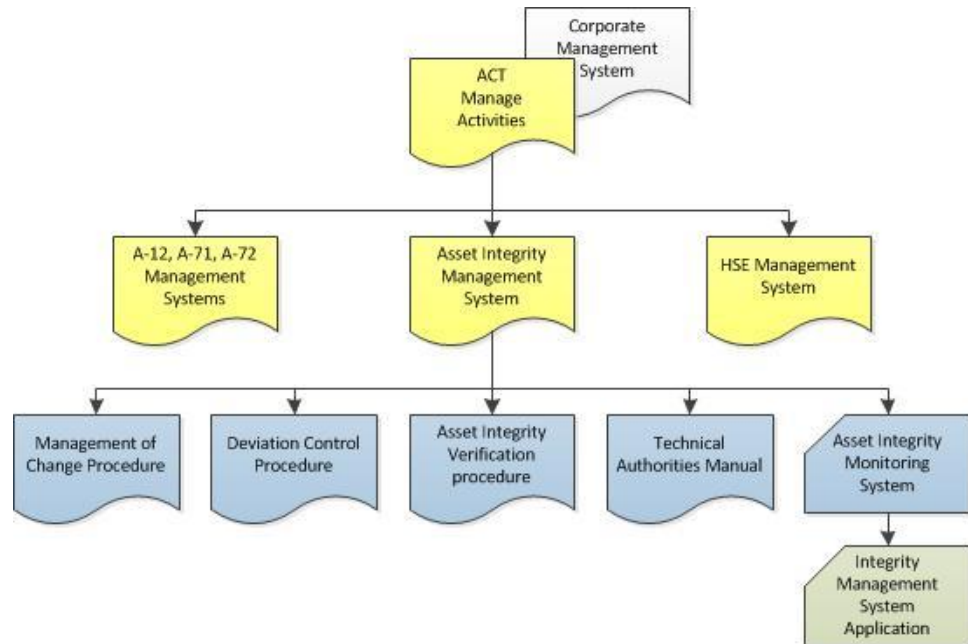 Corporate
Management
System
ACT
Manage
Activities
A-12, A-71, A-72
Management
Systems
Asset Integrity
Management
System
HSE Management
System
Management of
Change Procedure
Deviation Control
Procedure
Asset Integrity
Verification
procedure
Technical
Authorities Manual
Asset Integrity
Monitoring
System
Integrity
Management
System
Application